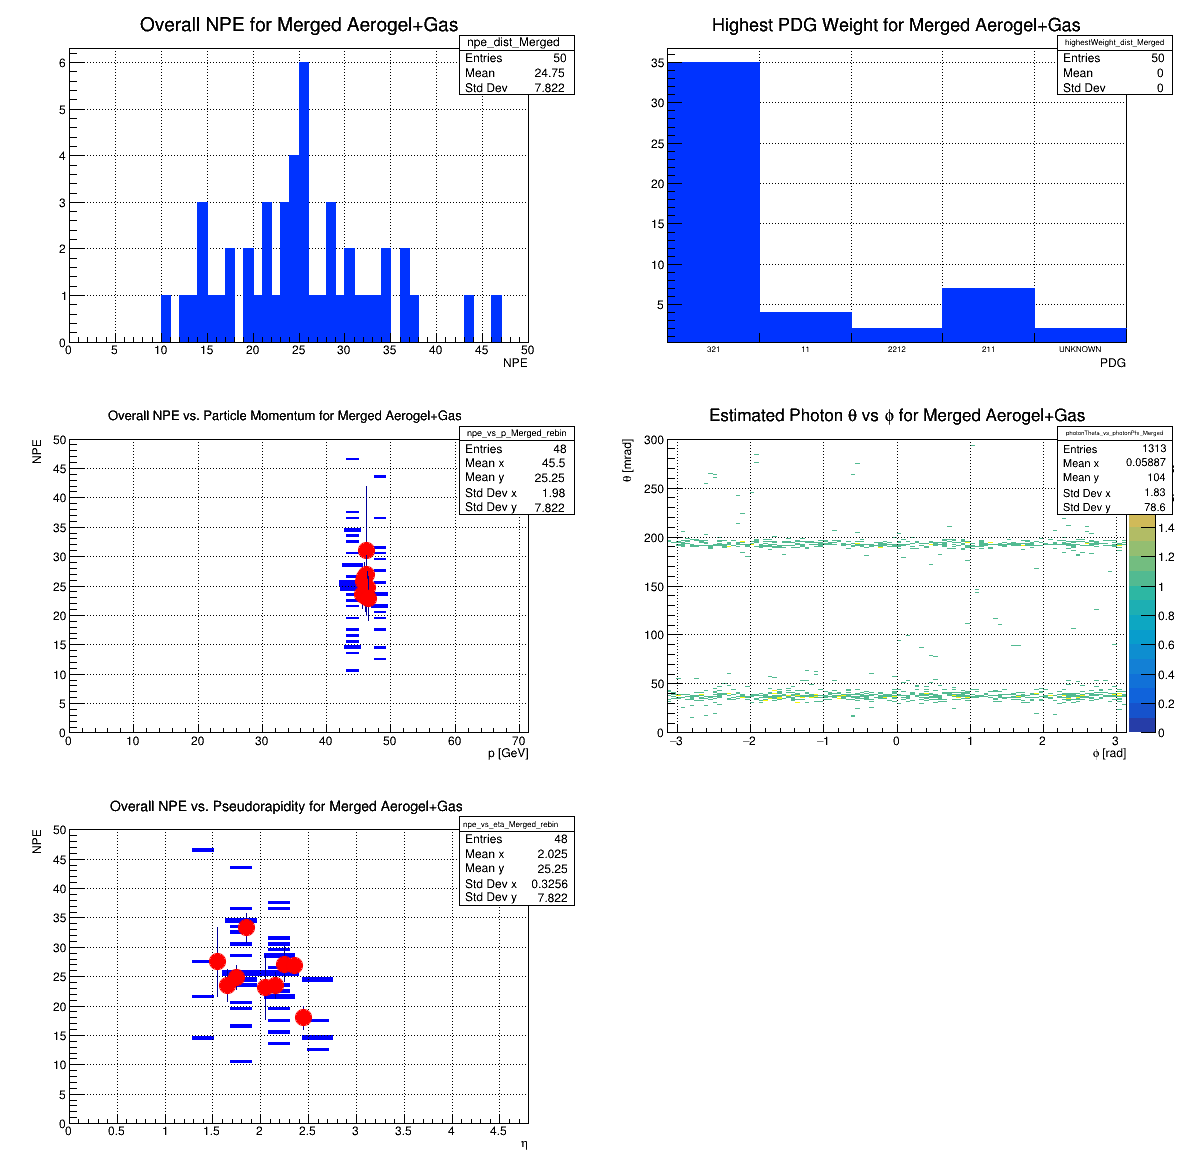 Overall NPE for Merged Aerogel+Gas
npe_dist_Merged
Entries 50
Mean 24.75
Std Dev 7.822
6
5
4
3
2
1
0
0 5 10 15 20 25 30 35 40 45 50
NPE
Highest PDG Weight for Merged Aerogel+Gas
highestWeight_dist_Merged
Entries 50
Mean 0
Std Dev 0
35
30
25
20
15
10
5
321 11 2212 211 UNKNOWN
PDG
Overall NPE vs. Particle Momentum for Merged Aerogel+Gas
npe_vs_p_Merged_rebin
Entries 48
Mean x 45.5
Mean y 25.25
Std Dev x 1.98
Std Dev y 7.822
NPE
50
45
40
35
30
25
20
15
10
5
0
0 10 20 30 40 50 60 70
p [GeV]
Estimated Photon θ vs ϕ for Merged Aerogel+Gas
photonTheta_vs_photonPhi_Merged
Entries 1313
Mean x 0.05887
Mean y 104
Std Dev x 1.83
Std Dev y 78.6
θ [mrad]
300
250
200
150
100
50
0
−3 −2 −1 0 1 2 3
ϕ [rad]
1.4
1.2
1
0.8
0.6
0.4
0.2
0
Overall NPE vs. Pseudorapidity for Merged Aerogel+Gas
npe_vs_eta_Merged_rebin
Entries 48
Mean x 2.025
Mean y 25.25
Std Dev x 0.3256
Std Dev y 7.822
NPE
50
45
40
35
30
25
20
15
10
5
0
0 0.5 1 1.5 2 2.5 3 3.5 4 4.5
η